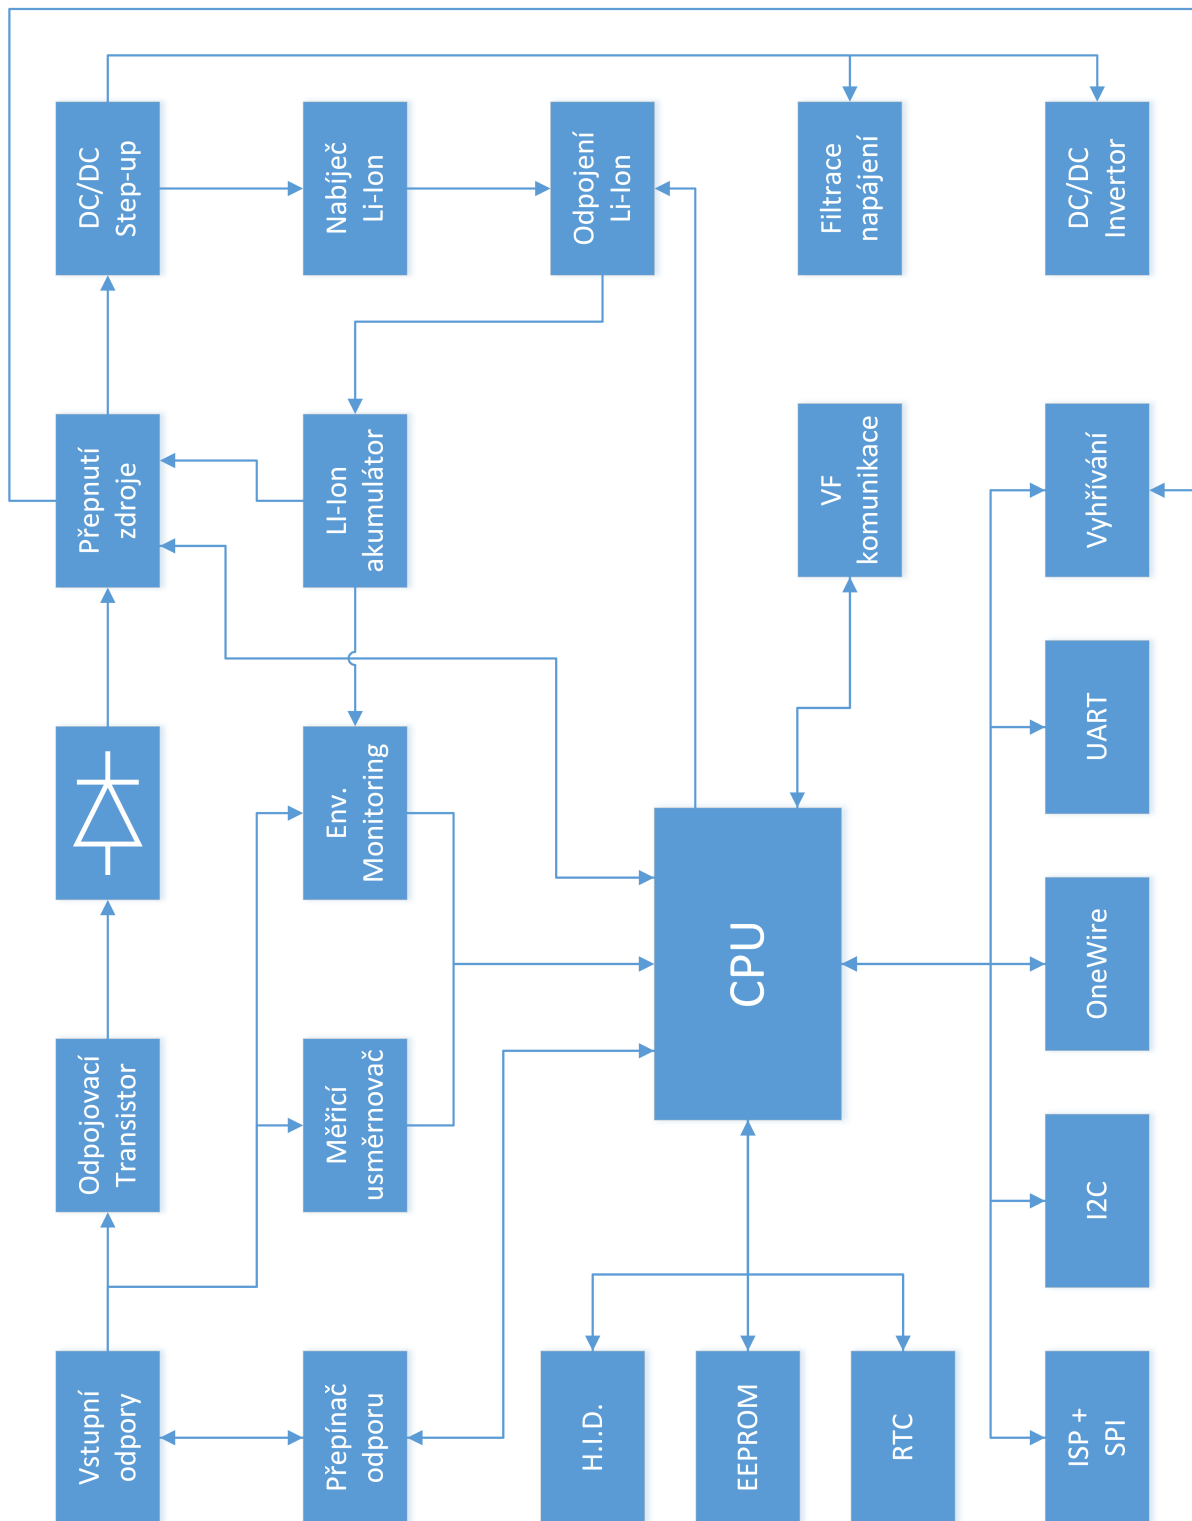 Vstupní
odpory
Odpojovací
Transistor
Přepnutí
zdroje
DC/DC
Step-up
Přepínač
odporu
Měřicí
usměrnovač
Env.
Monitoring
LI-Ion
akumulátor
Nabíječ
Li-Ion
H.I.D.
Odpojení
Li-Ion
EEPROM
CPU
RTC
VF
komunikace
Filtrace
napájení
ISP +
SPI
I2C
OneWire
UART
Vyhřívání
DC/DC
Invertor